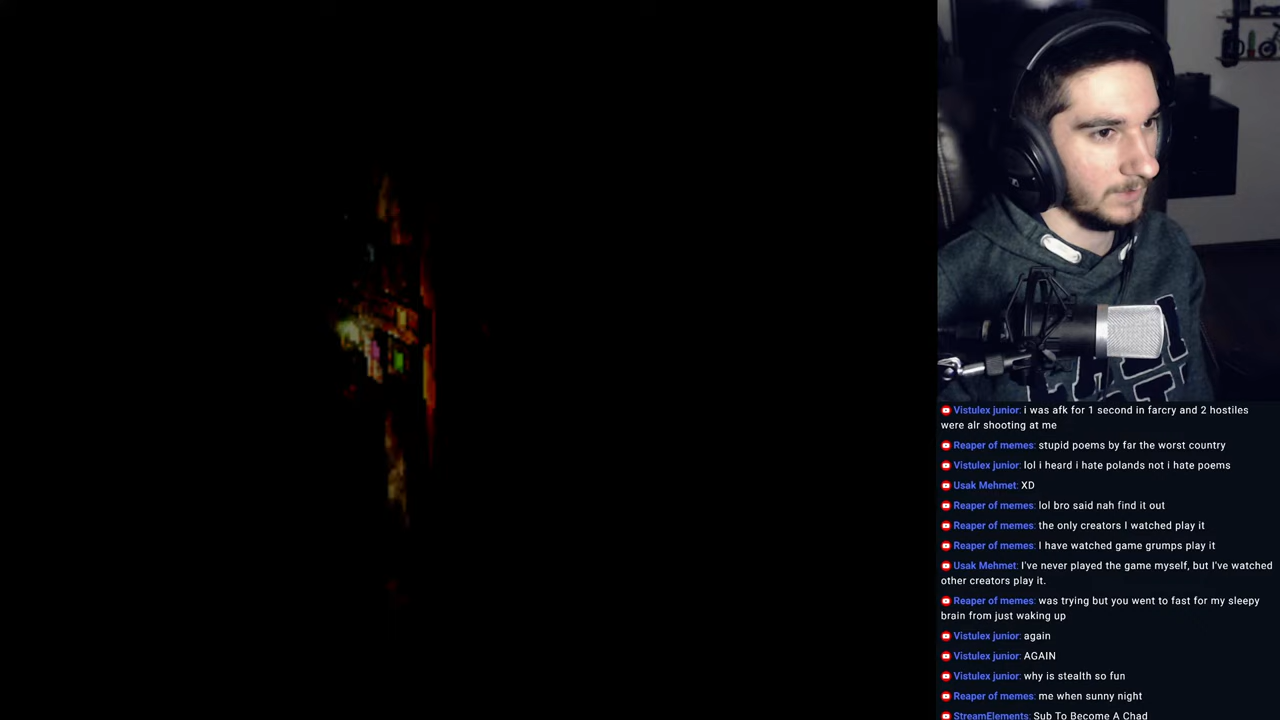 Vistulex junior: i was afk for 1 second in farcry and 2 hostiles
were alr shooting at me
Reaper of memes: stupid poems by far the worst country
Vistulex junior: lol i heard i hate polands not i hate poems
Usak Mehmet: XD
Reaper of memes: lol bro said nah find it out
Reaper of memes: the only creators I watched play it
Reaper of memes: I have watched game grumps play it
Usak Mehmet: I've never played the game myself, but I've watched
other creators play it.
Reaper of memes: was trying but you went to fast for my sleepy
brain from just waking up
Vistulex junior: again
Vistulex junior: AGAIN
Vistulex junior: why is stealth so fun
Reaper of memes: me when sunny night
StreamElements: Sub To Become A Chad